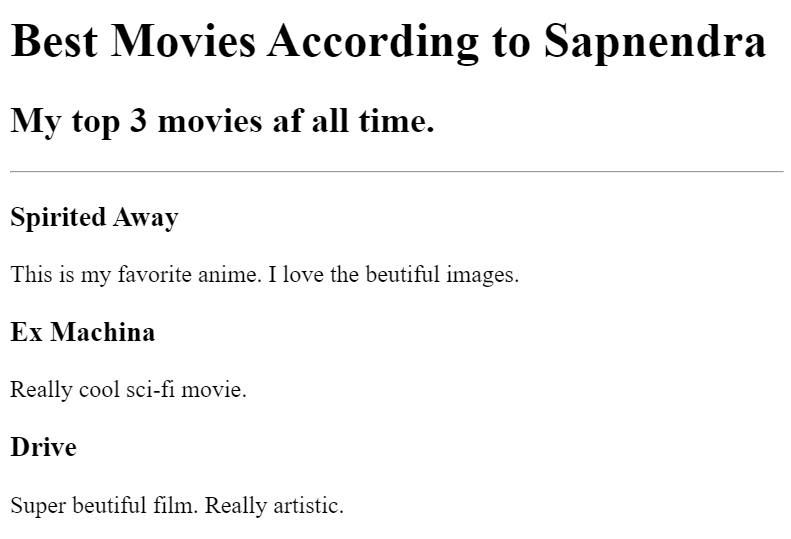 Best Movies According to Sapnendra
My top 3 movies af all time.
Spirited Away
This is my favorite anime. I love the beutiful images.
Ex Machina
Really cool sci-fi movie.
Drive
Super beutiful film. Really artistic.